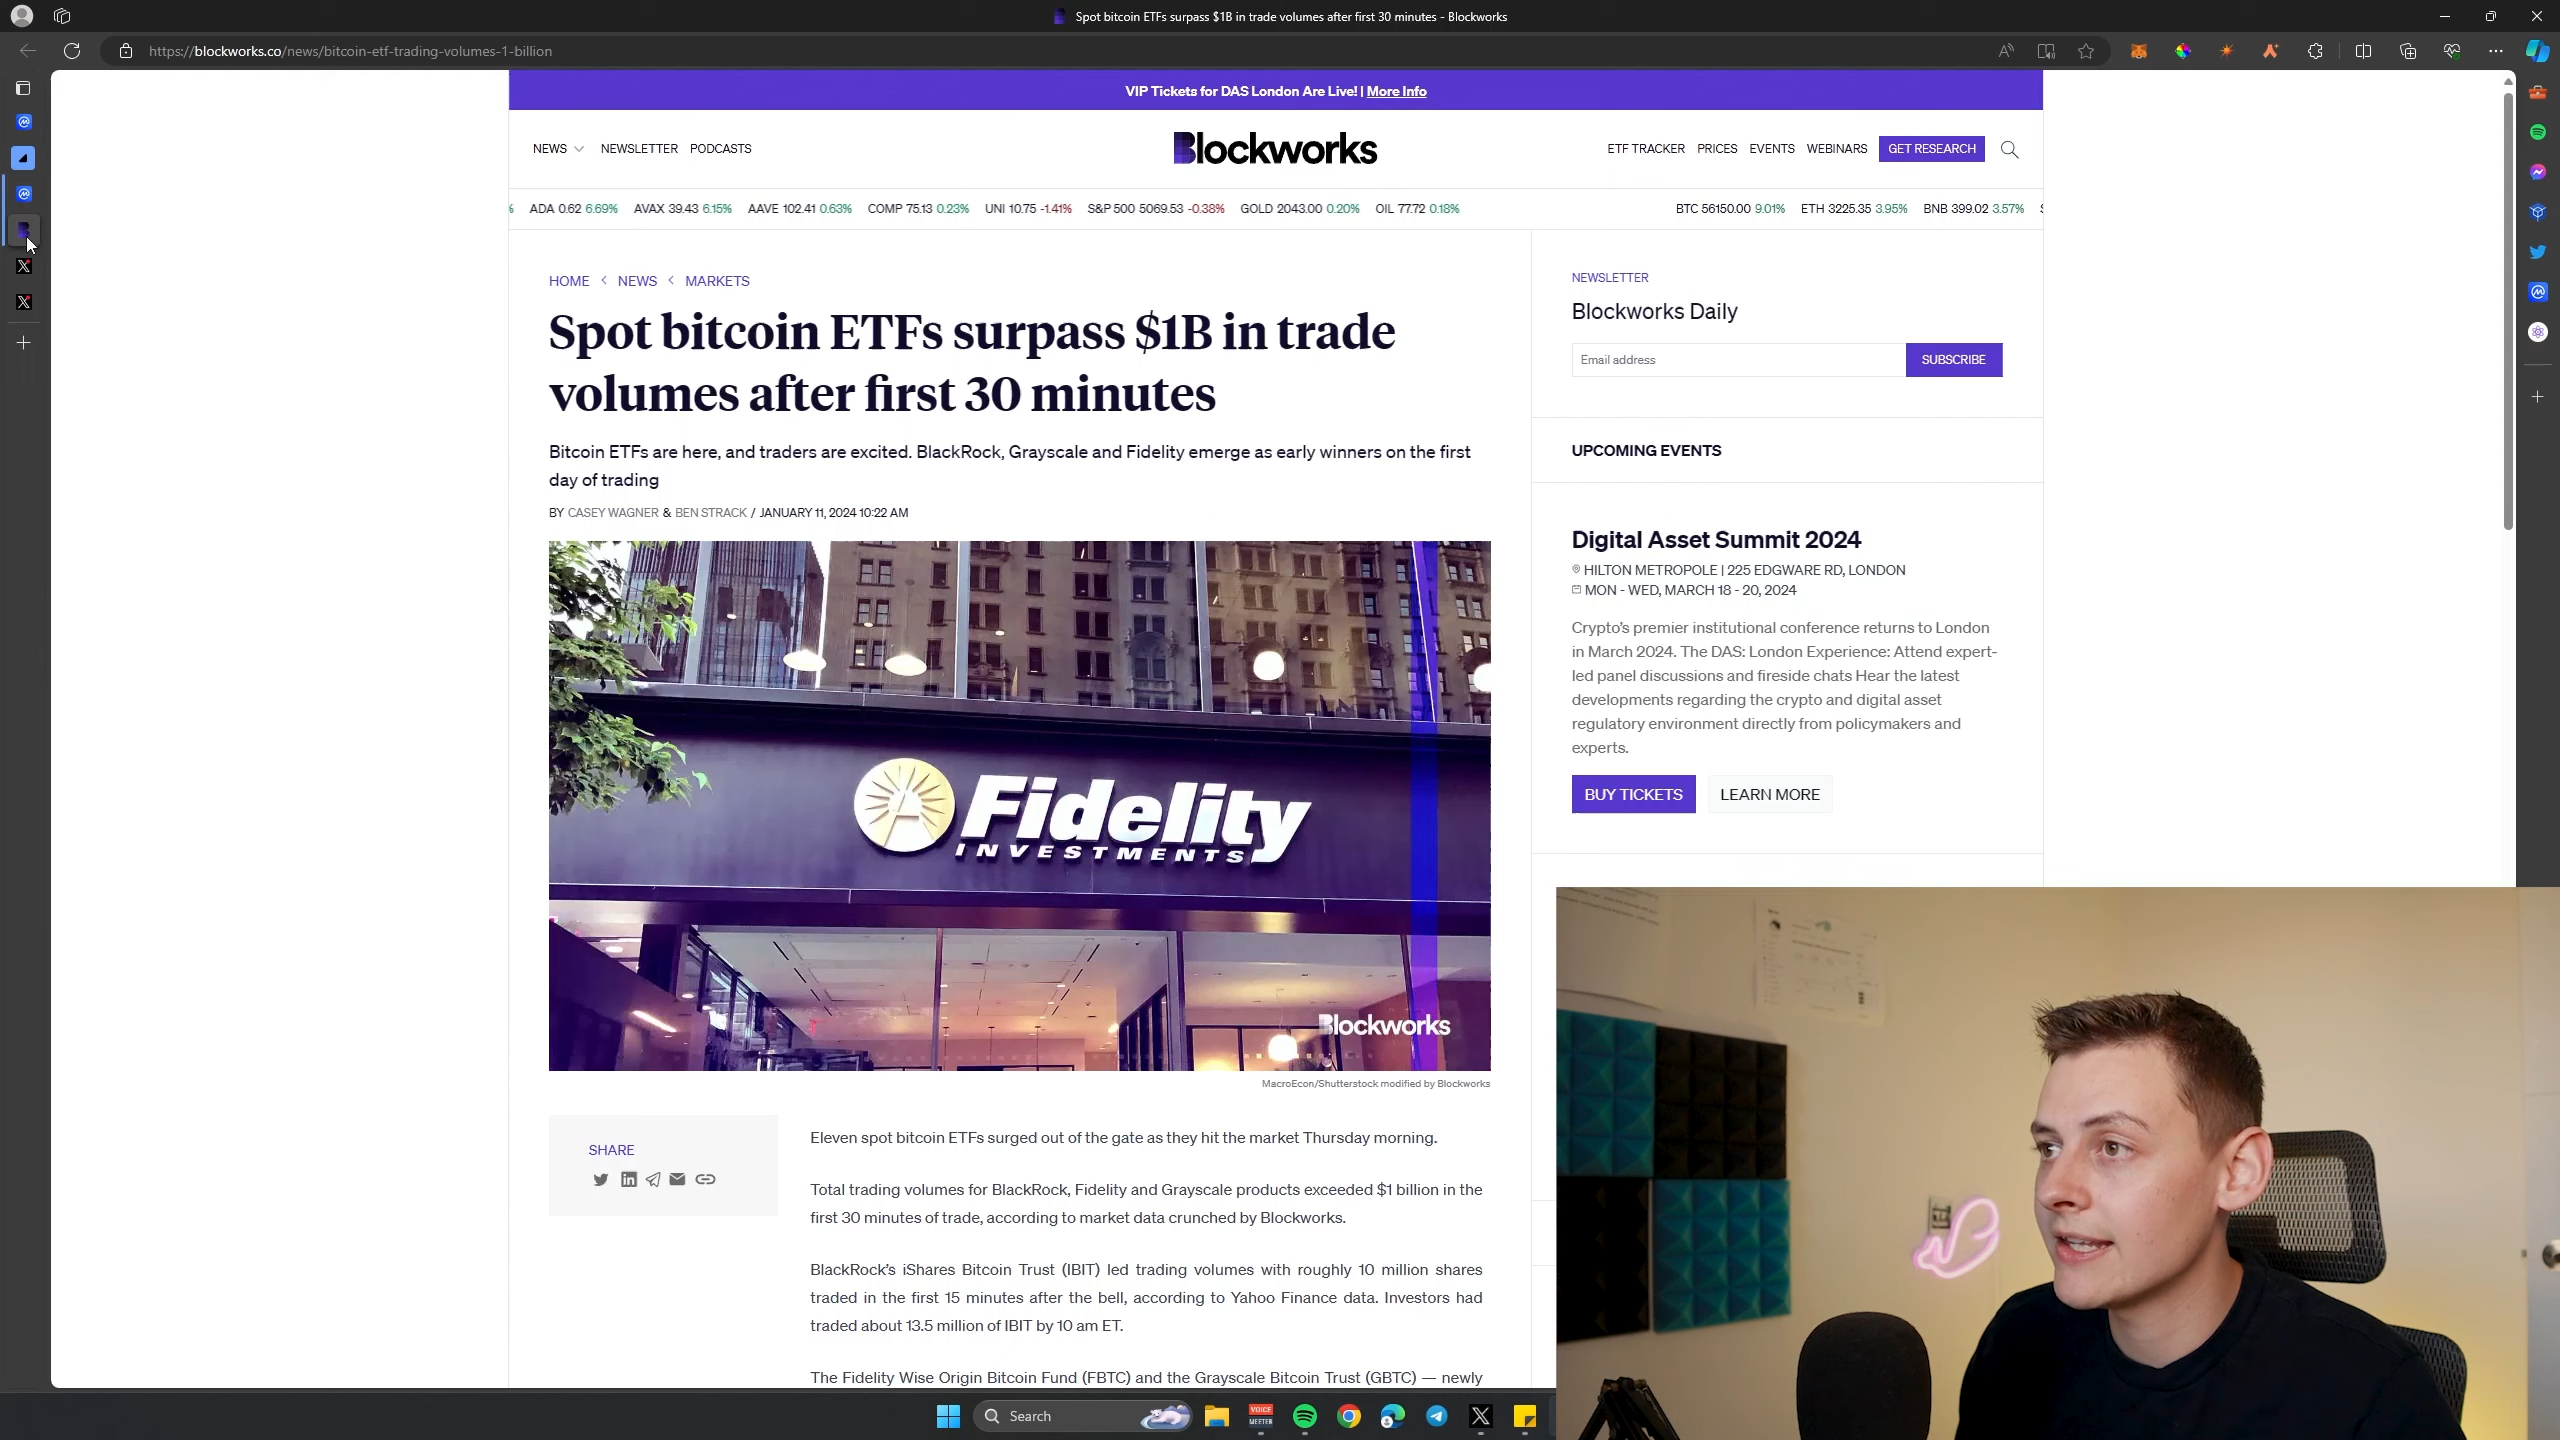 Spot bitcoin ETFs surpass $1B in trade volumes after first 30 minutes - Blockworks
https://blockworks.co/news/bitcoin-etf-trading-volumes-1-billion
VIP Tickets for DAS London Are Live! | More Info
NEWS NEWSLETTER PODCASTS
Blockworks
ETF TRACKER PRICES EVENTS WEBINARS GET RESEARCH
% ADA 0.62 6.69% AVAX 39.43 6.15% AAVE 102.41 0.63% COMP 75.13 0.23% UNI 10.75 -1.41% S&P 500 5069.53 -0.38% GOLD 2043.00 0.20% OIL 77.72 0.18% BTC 56150.00 9.01% ETH 3225.35 3.95% BNB 399.02 3.57%
HOME < NEWS < MARKETS
Spot bitcoin ETFs surpass $1B in trade
volumes after first 30 minutes
Bitcoin ETFs are here, and traders are excited. BlackRock, Grayscale and Fidelity emerge as early winners on the first
day of trading
BY CASEY WAGNER & BEN STRACK / JANUARY 11, 2024 10:22 AM
Fidelity
INVESTMENTS
Blockworks
MacroEcon/Shutterstock modified by Blockworks
SHARE
Eleven spot bitcoin ETFs surged out of the gate as they hit the market Thursday morning.
Total trading volumes for BlackRock, Fidelity and Grayscale products exceeded $1 billion in the
first 30 minutes of trade, according to market data crunched by Blockworks.
BlackRock's iShares Bitcoin Trust (IBIT) led trading volumes with roughly 10 million shares
traded in the first 15 minutes after the bell, according to Yahoo Finance data. Investors had
traded about 13.5 million of IBIT by 10 am ET.
The Fidelity Wise Origin Bitcoin Fund (FBTC) and the Grayscale Bitcoin Trust (GBTC) — newly
NEWSLETTER
Blockworks Daily
Email address SUBSCRIBE
UPCOMING EVENTS
Digital Asset Summit 2024
HILTON METROPOLE | 225 EDGWARE RD, LONDON
MON - WED, MARCH 18 - 20, 2024
Crypto's premier institutional conference returns to London
in March 2024. The DAS: London Experience: Attend expert-
led panel discussions and fireside chats Hear the latest
developments regarding the crypto and digital asset
regulatory environment directly from policymakers and
experts.
BUY TICKETS LEARN MORE
Search
VOICE
MEETER